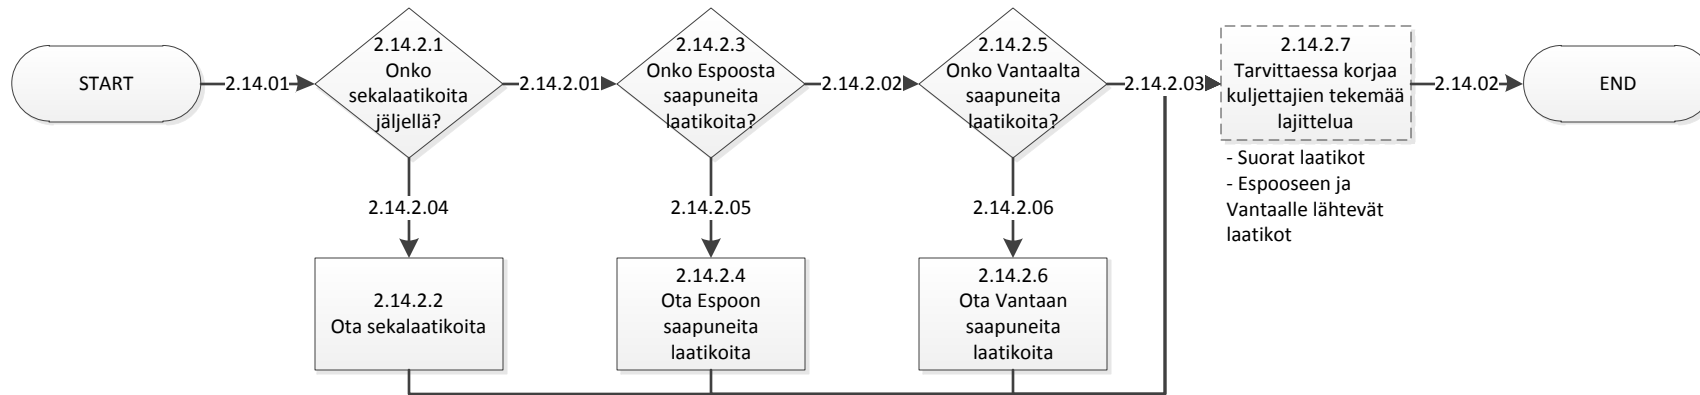 START
2.14.01
2.14.2.1
Onko
sekalaatikoita
jäljellä?
2.14.2.01
2.14.2.3
Onko Espoosta
saapuneita
laatikoita?
2.14.2.02
2.14.2.5
Onko Vantaalta
saapuneita
laatikoita?
2.14.2.03
2.14.2.7
Tarvittaessa korjaa
kuljettajien tekemää
lajittelua
2.14.02
END
- Suorat laatikot
- Espooseen ja
Vantaalle lähtevät
laatikot
2.14.2.04
2.14.2.05
2.14.2.06
2.14.2.2
Ota sekalaatikoita
2.14.2.4
Ota Espoon
saapuneita
laatikoita
2.14.2.6
Ota Vantaan
saapuneita
laatikoita